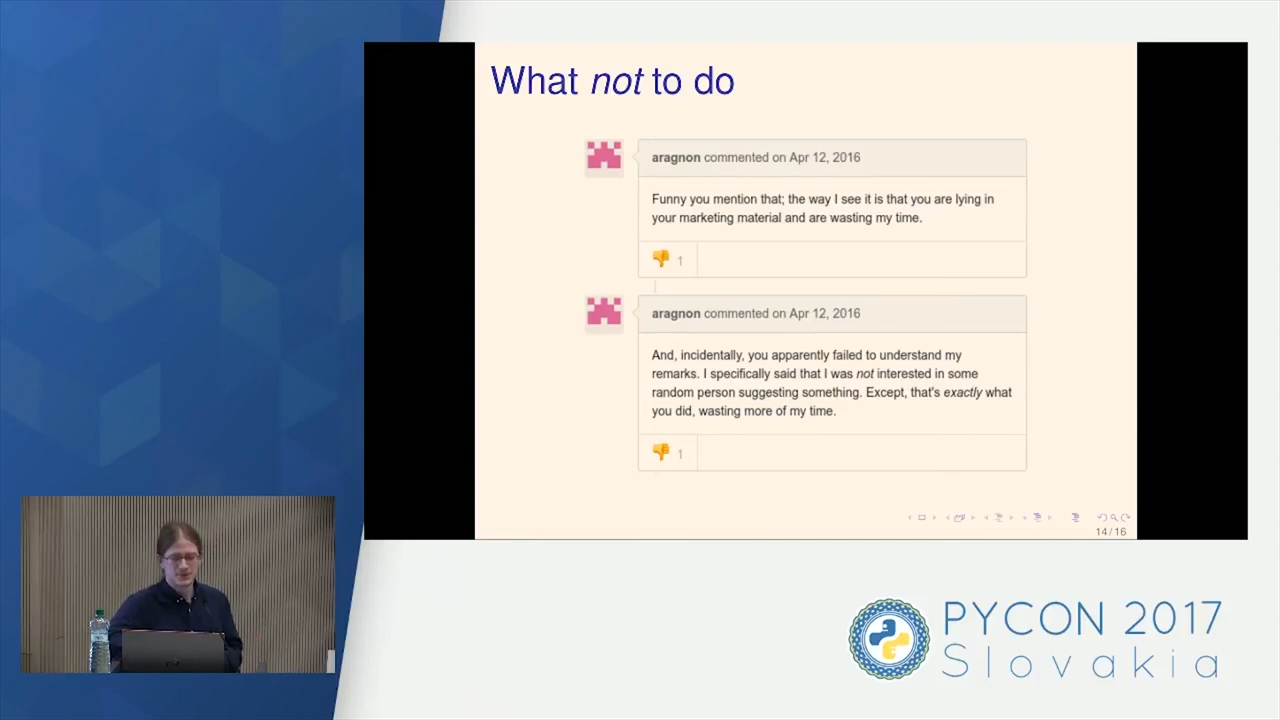 What not to do
aragnon commented on Apr 12, 2016
Funny you mention that; the way I see it is that you are lying in
your marketing material and are wasting my time.
1
aragnon commented on Apr 12, 2016
And, incidentally, you apparently failed to understand my
remarks. I specifically said that I was not interested in some
random person suggesting something. Except, that's exactly what
you did, wasting more of my time.
1
14/16
PYCON 2017
Slovakia